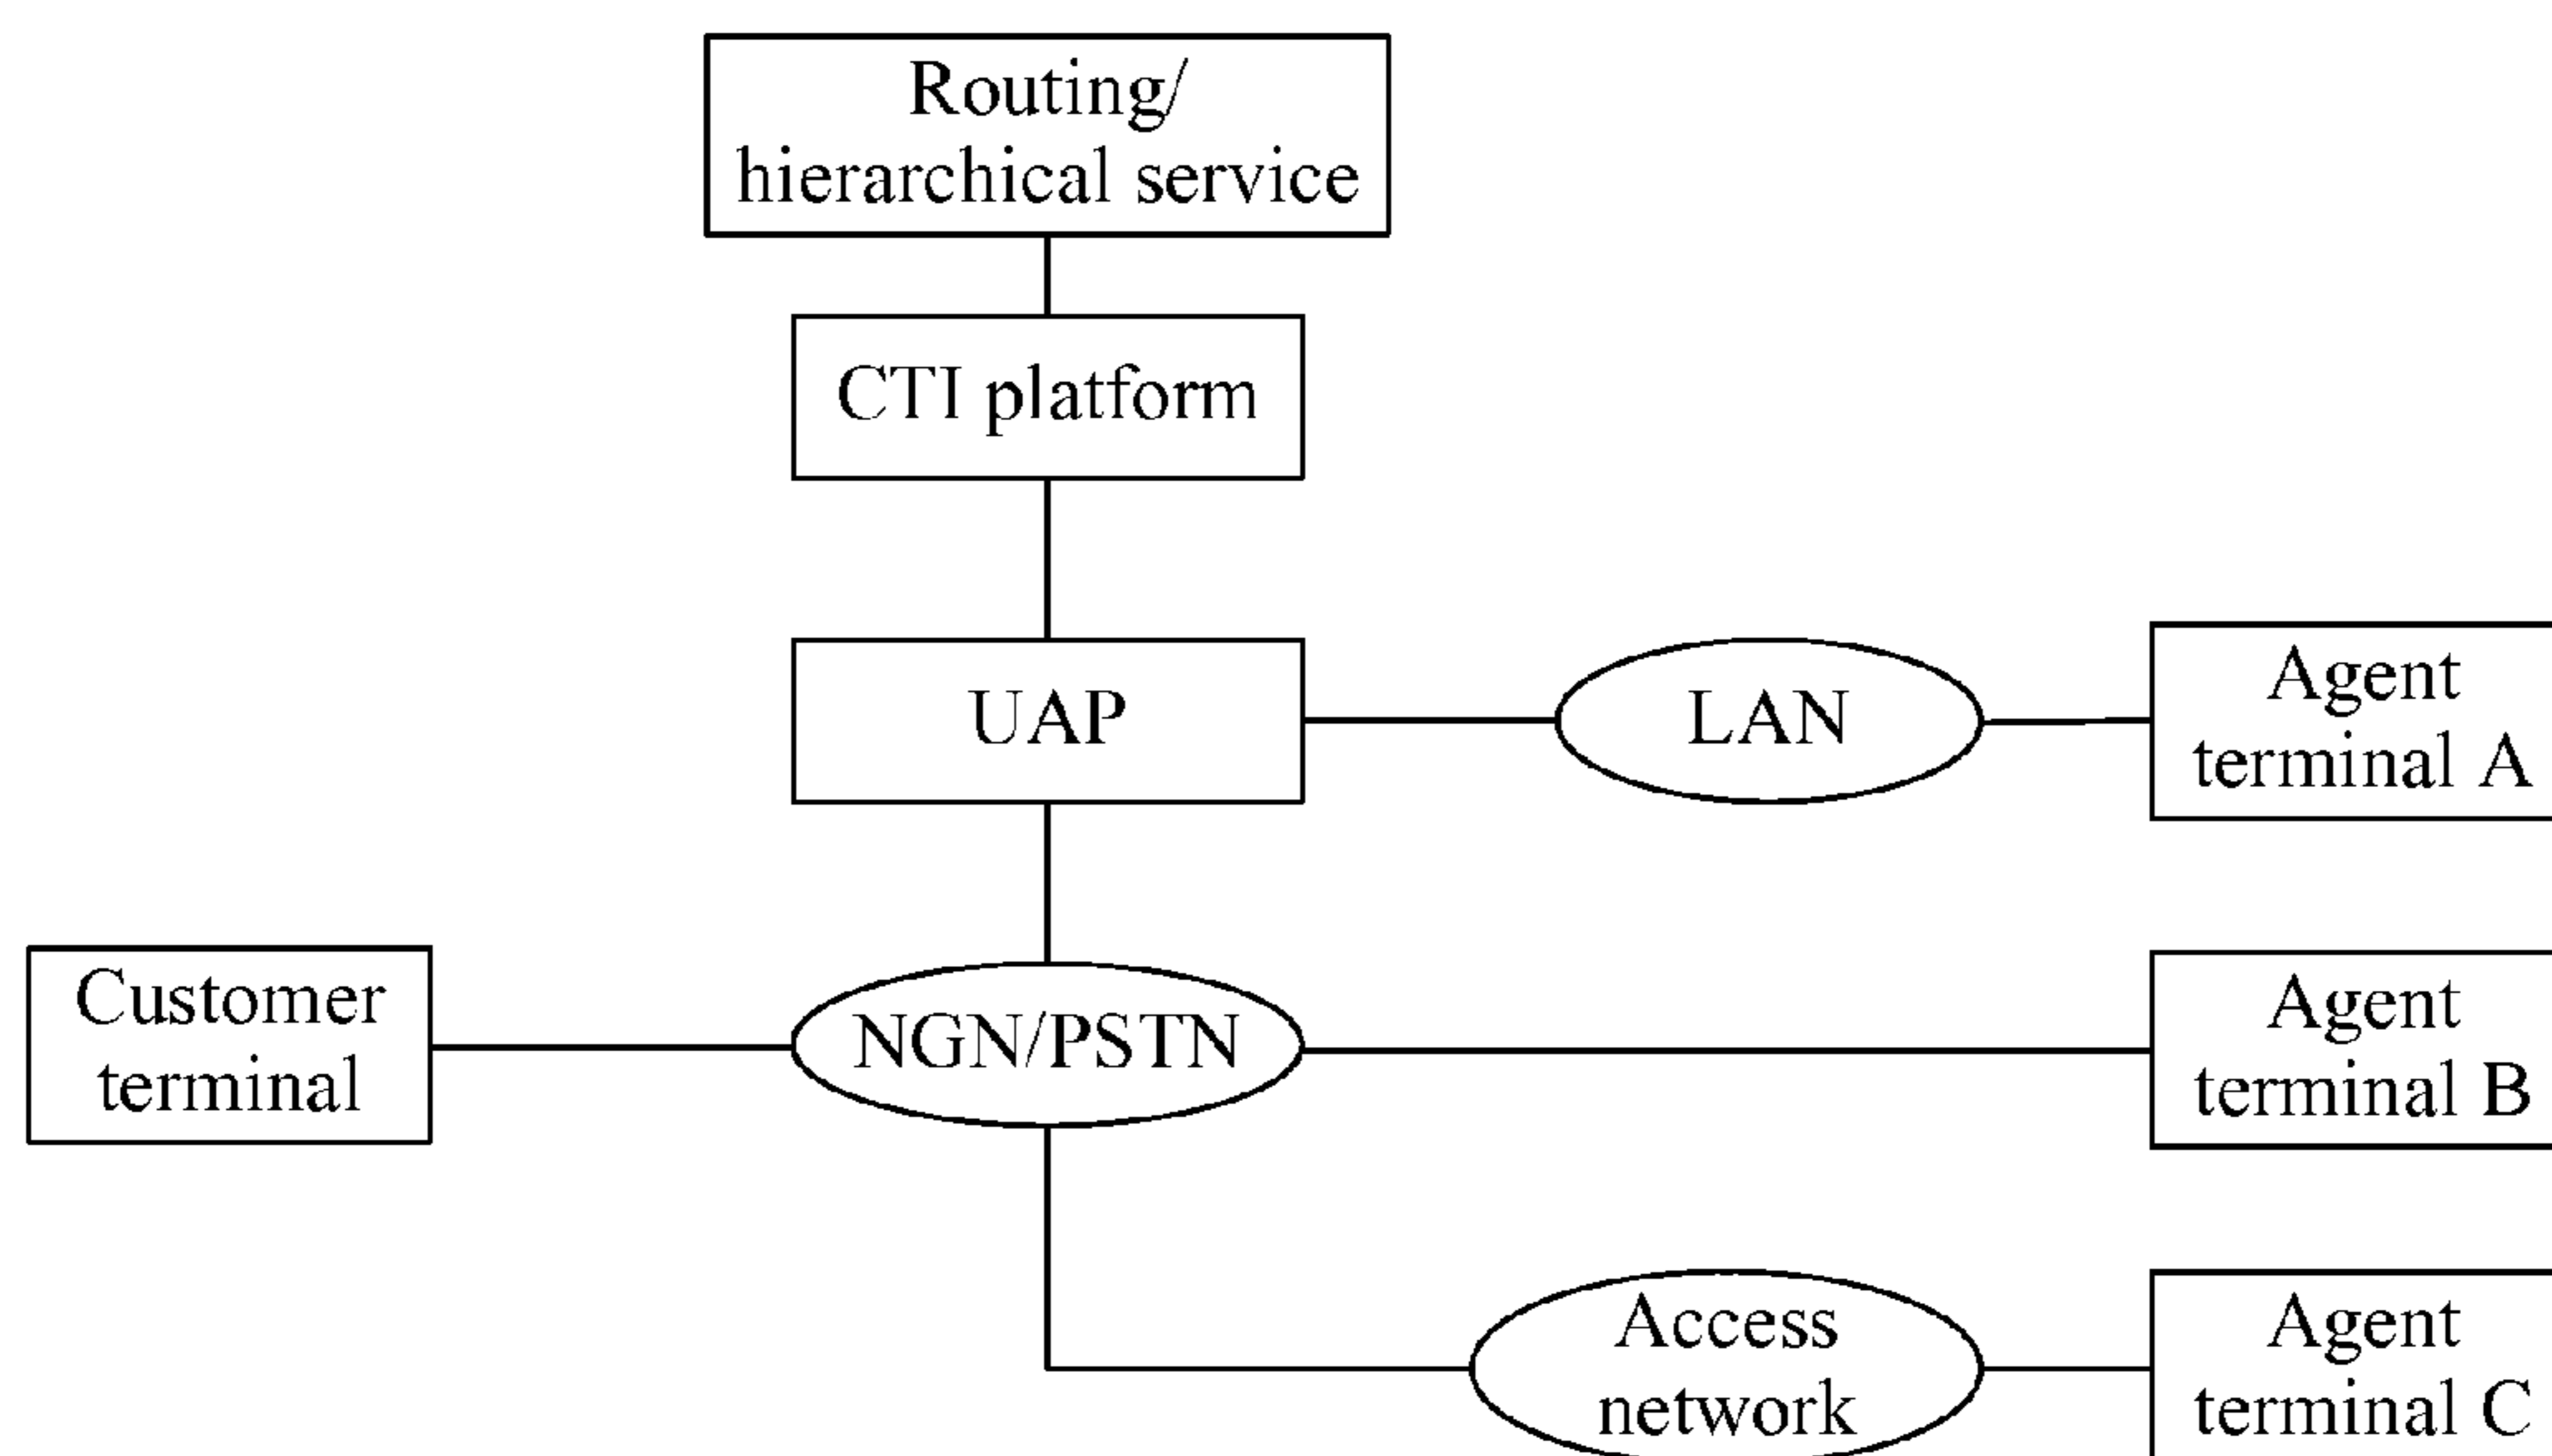 Routing/
hierarchical service
CTI platform
UAP
LAN
Agent
terminal A
Customer
terminal
NGN/PSTN
Agent
terminal B
Access
network
Agent
terminal C